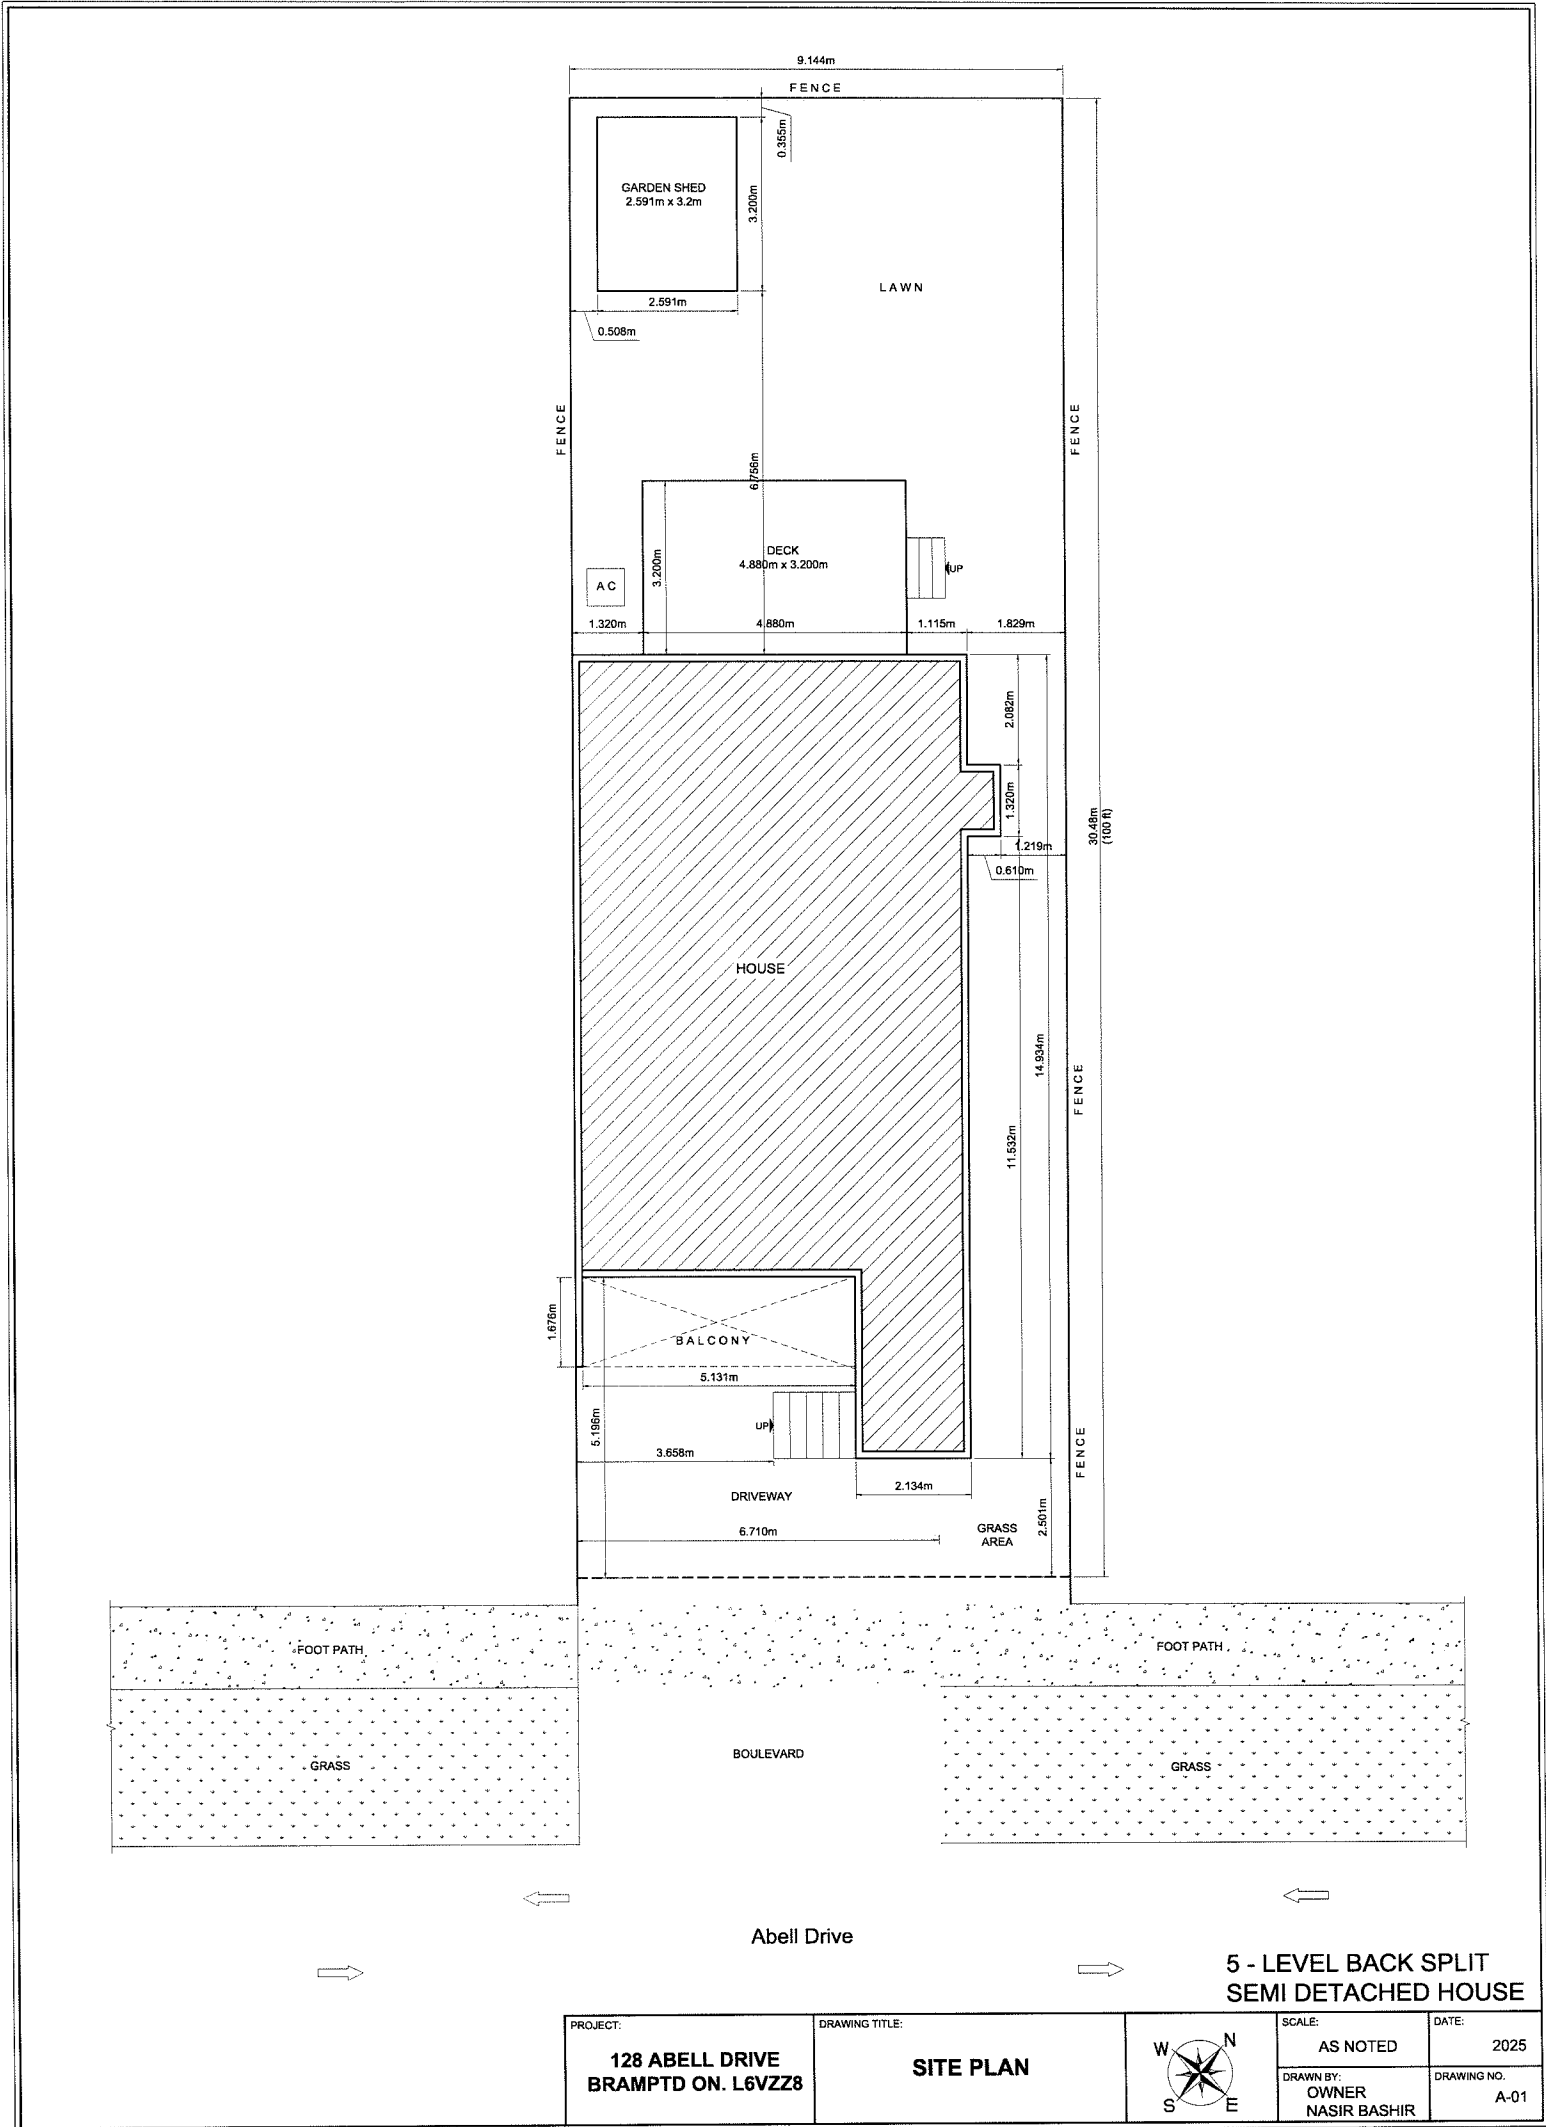 9.144m
FENCE
0.355m
GARDEN SHED
2.591m x 3.2m
3.200m
LAWN
2.591m
0.508m
FENCE
FENCE
6.756m
DECK
4.880m x 3.200m
3.200m
UP
A C
1.320m
4.880m
1.115m
1.829m
2.082m
1.320m
30.48m
(100 ft)
1.219m
0.610m
HOUSE
14.934m
FENCE
11.532m
1.676m
BALCONY
5.131m
5.196m
UP
3.658m
FENCE
2.134m
DRIVEWAY
2.501m
6.710m
GRASS
AREA
FOOT PATH
FOOT PATH
BOULEVARD
GRASS
GRASS
Abell Drive
5 - LEVEL BACK SPLIT
SEMI DETACHED HOUSE
PROJECT:
128 ABELL DRIVE
BRAMPTD ON. L6VZZ8
DRAWING TITLE:
SITE PLAN
W
N
S
E
SCALE:
AS NOTED
DATE:
2025
DRAWN BY:
OWNER
NASIR BASHIR
DRAWING NO.
A-01